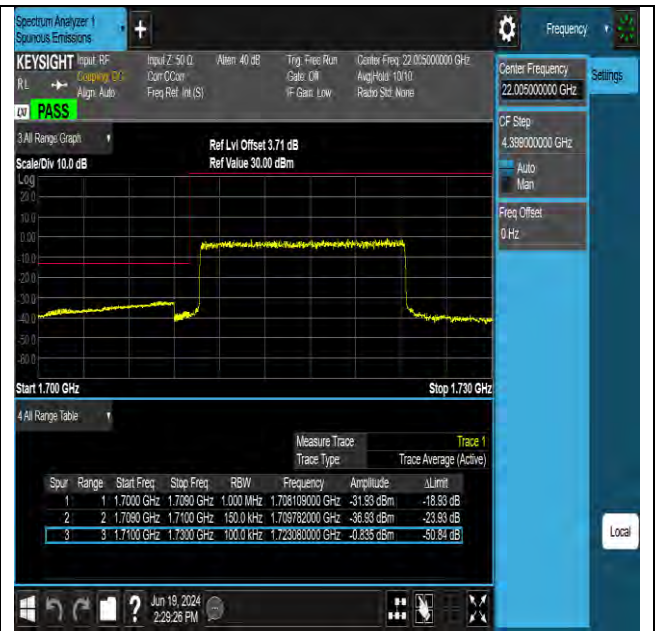 Spectrum Analyzer 1
Spurious Emissions
+
Frequency
KEYSIGHT Input: RF Input Z: 50 Ω Atten: 40 dB Trig: Free Run Center Freq: 22.005000000 GHz
RL Coupling: DC Corr CCorr Gate: Off Avg|Hold: 10/10
Align: Auto Freq Ref: Int (S) IF Gain: Low Radio Std: None
PASS
Center Frequency
22.005000000 GHz
Settings
CF Step
4.399000000 GHz
Auto
Man
Freq Offset
0 Hz
3 All Range Graph
Ref Lvl Offset 3.71 dB
Scale/Div 10.0 dB Ref Value 30.00 dBm
Log
20.0
10.0
0.00
-10.0
-20.0
-30.0
-40.0
-50.0
-60.0
Start 1.700 GHz Stop 1.730 GHz
4 All Range Table
Measure Trace Trace 1
Trace Type Trace Average (Active)
Spur Range Start Freq Stop Freq RBW Frequency Amplitude ΔLimit
1 1 1.7000 GHz 1.7090 GHz 1.000 MHz 1.708109000 GHz -31.93 dBm -18.93 dB
2 2 1.7090 GHz 1.7100 GHz 150.0 kHz 1.709782000 GHz -36.93 dBm -23.93 dB
3 3 1.7100 GHz 1.7300 GHz 100.0 kHz 1.723080000 GHz -0.835 dBm -50.84 dB
Local
? Jun 19, 2024
2:29:26 PM